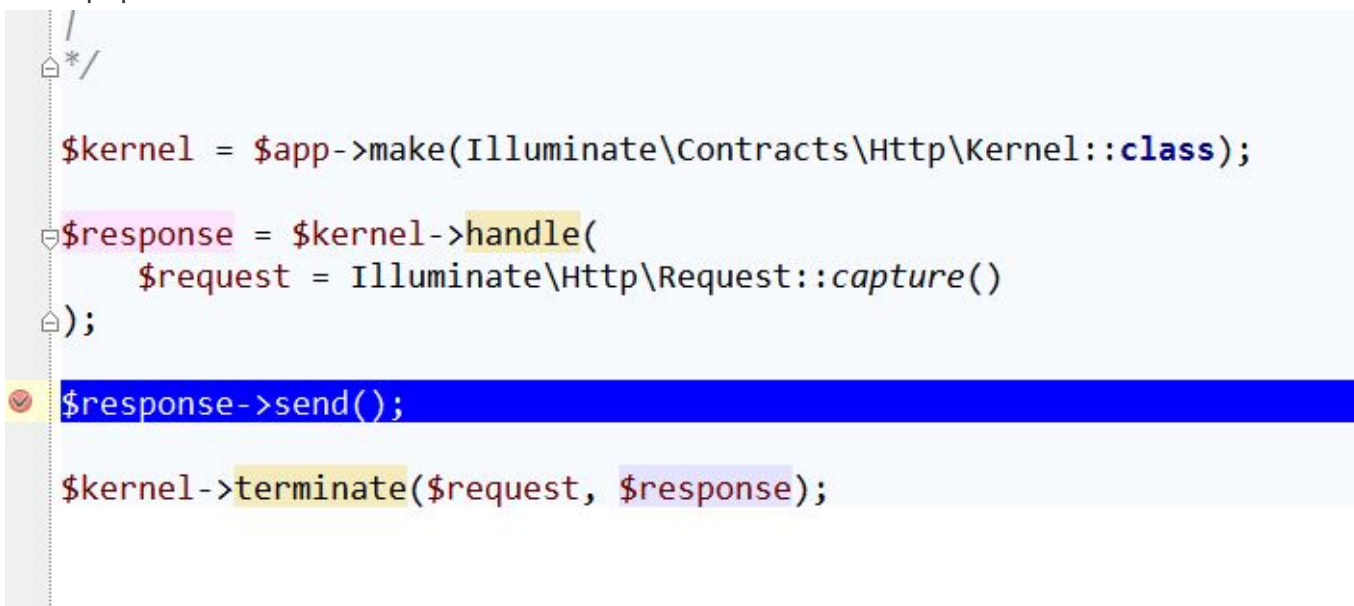 |
*/
$kernel = $app->make(Illuminate\Contracts\Http\Kernel::class);
$response = $kernel->handle(
    $request = Illuminate\Http\Request::capture()
);
$response->send();
$kernel->terminate($request, $response);